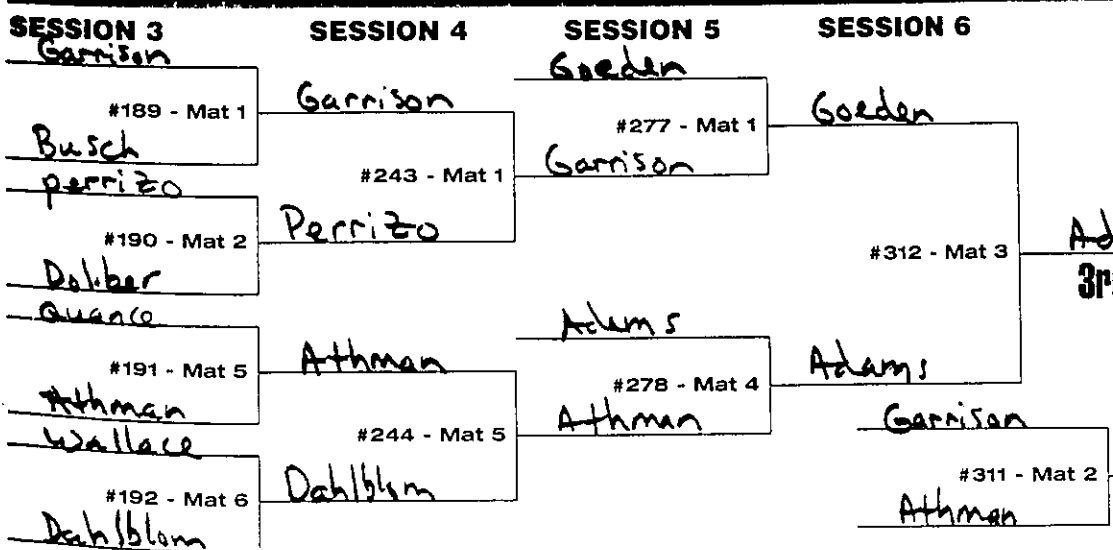 SESSION 3 SESSION 4 SESSION 5 SESSION 6
Garrison
Goeden
#189 - Mat 1 Garrison #277 - Mat 1 Goeden
Busch
#243 - Mat 1 Garrison
perrizo
#190 - Mat 2 Perrizo
#312 - Mat 3 Ad
Dolber
3r
Quance
Adams
#191 - Mat 5 Athman #278 - Mat 4 Adams
Athman
#244 - Mat 5 Athman Garrison
Wallace
#192 - Mat 6 Dahlblom #311 - Mat 2
Dahlblom
Athman